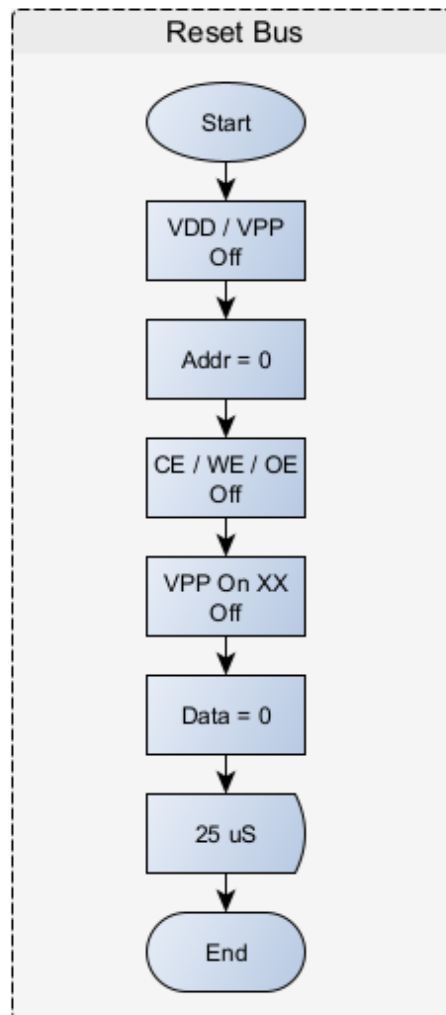 Reset Bus
Start
VDD / VPP
Off
Addr = 0
CE / WE / OE
Off
VPP On XX
Off
Data = 0
25 uS
End